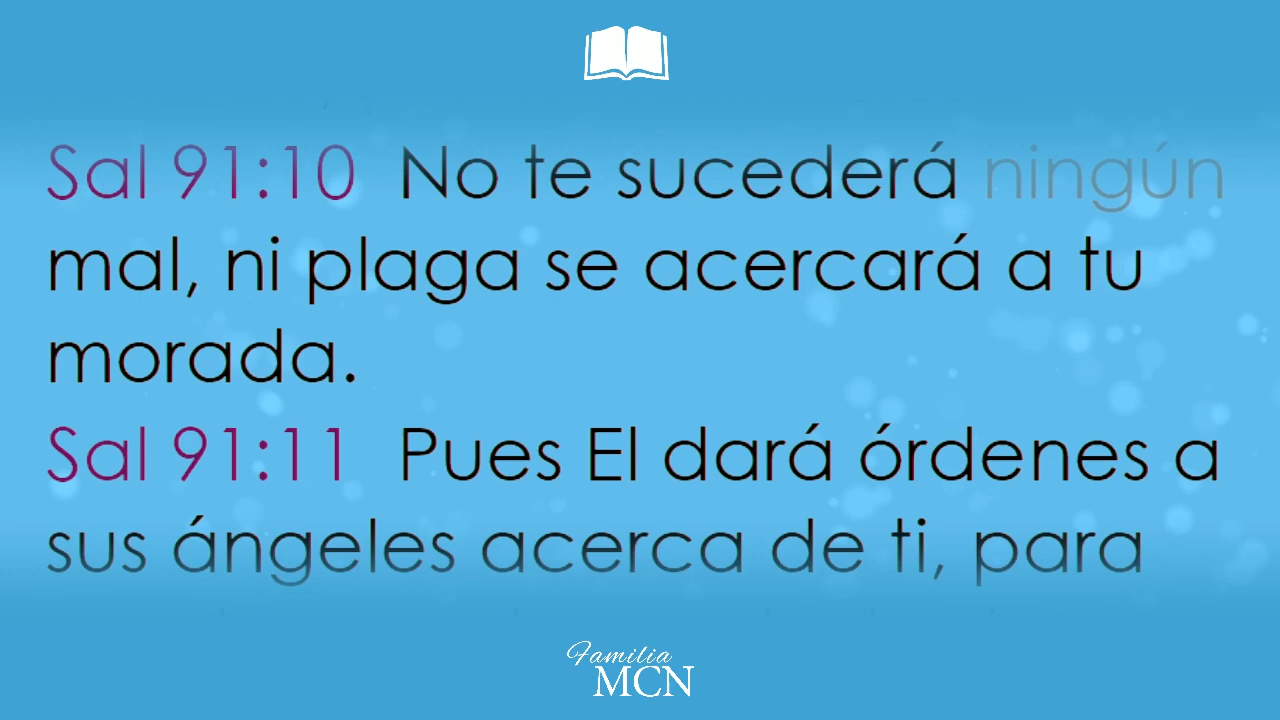 Sal 91:10 No te sucederá ningún
mal, ni plaga se acercará a tu
morada.
Sal 91:11 Pues El dará órdenes a
sus ángeles acerca de ti, para
Familia
MCN